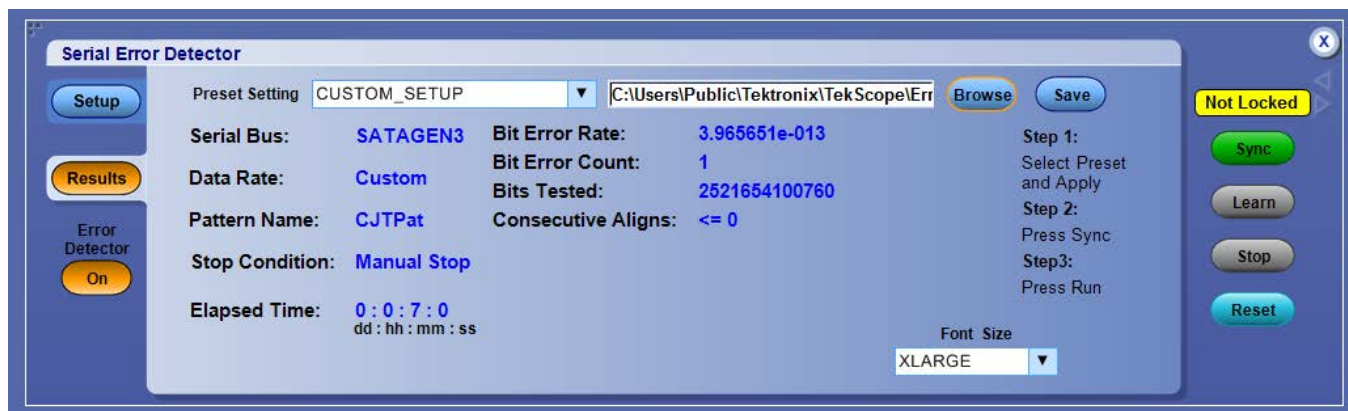 Serial Error Detector
X
Setup
Preset Setting CUSTOM_SETUP C:\Users\Public\Tektronix\TekScope\Err Browse Save
Not Locked
Serial Bus: SATAGEN3 Bit Error Rate: 3.965651e-013
Bit Error Count: 1
Results
Data Rate: Custom
Bits Tested: 2521654100760
Pattern Name: CJTPat
Consecutive Aligns: <= 0
Stop Condition: Manual Stop
Error
Detector
On
Elapsed Time: 0 : 0 : 7 : 0
dd : hh : mm : ss
Step 1:
Select Preset
and Apply
Step 2:
Press Sync
Step3:
Press Run
Font Size
XLARGE
Sync
Learn
Stop
Reset